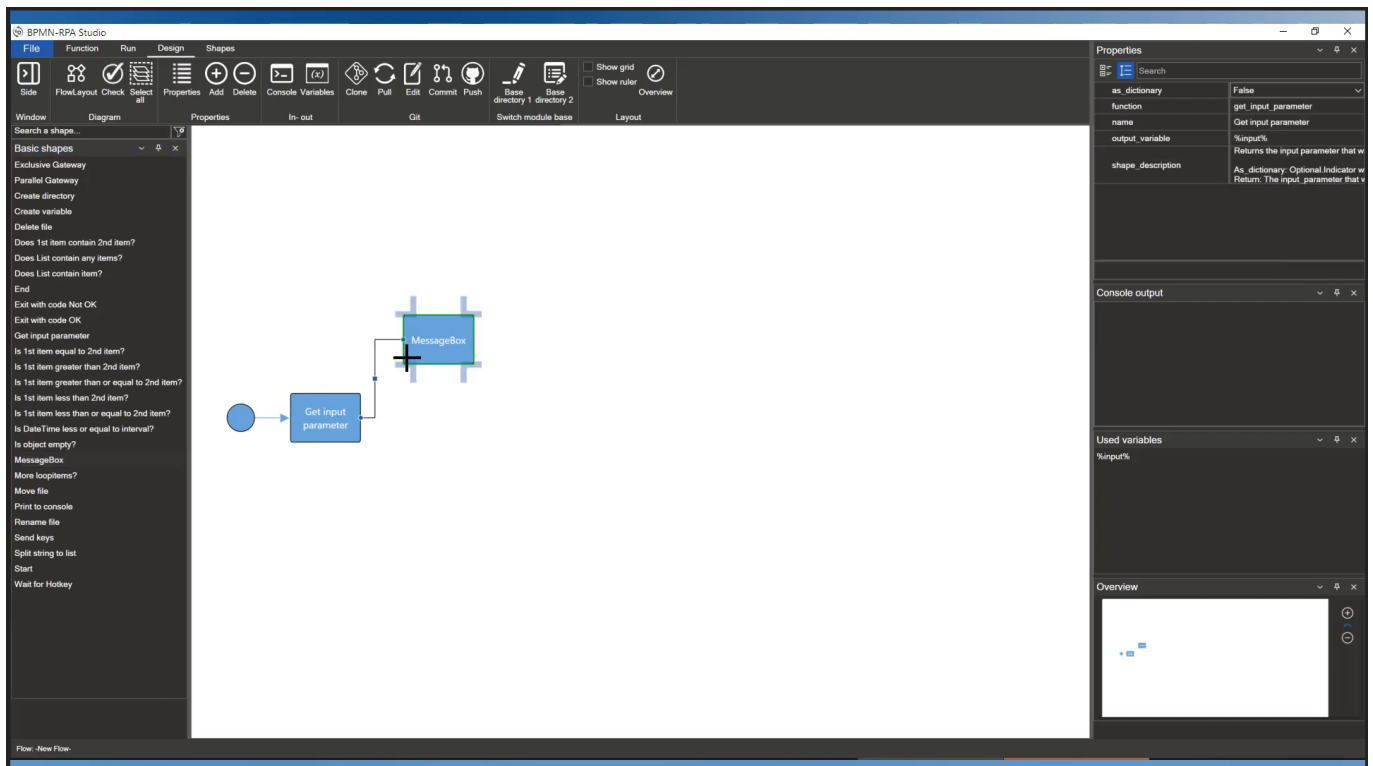 BPMN-RPA Studio
File Function Run Design Shapes
Side FlowLayout Check Select all Properties Add Delete Console Variables Clone Pull Edit Commit Push Base directory 1 Base directory 2 Show grid Show ruler Overview
Window Diagram Properties In- out Git Switch module base Layout
Search a shape...
Basic shapes
Exclusive Gateway
Parallel Gateway
Create directory
Create variable
Delete file
Does 1st item contain 2nd item?
Does List contain any items?
Does List contain item?
End
Exit with code Not OK
Exit with code OK
Get input parameter
Is 1st item equal to 2nd item?
Is 1st item greater than 2nd item?
Is 1st item greater than or equal to 2nd item?
Is 1st item less than 2nd item?
Is 1st item less than or equal to 2nd item?
Is DateTime less or equal to interval?
Is object empty?
MessageBox
More loopitems?
Move file
Print to console
Rename file
Send keys
Split string to list
Start
Wait for Hotkey
MessageBox
Get input
parameter
Properties
Search
as_dictionary False
function get_input_parameter
name Get input parameter
output_variable %input%
shape_description
Returns the input parameter that w
As_dictionary: Optional.Indicator w
Return: The input_parameter that w
Console output
Used variables
%input%
Overview
Flow: -New Flow-